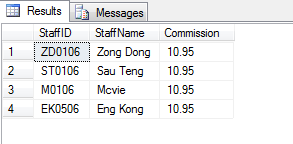 Results Messages
StaffID StaffName Commission
1 ZD0106 Zong Dong 10.95
2 ST0106 Sau Teng 10.95
3 M0106 Mcvie 10.95
4 EK0506 Eng Kong 10.95